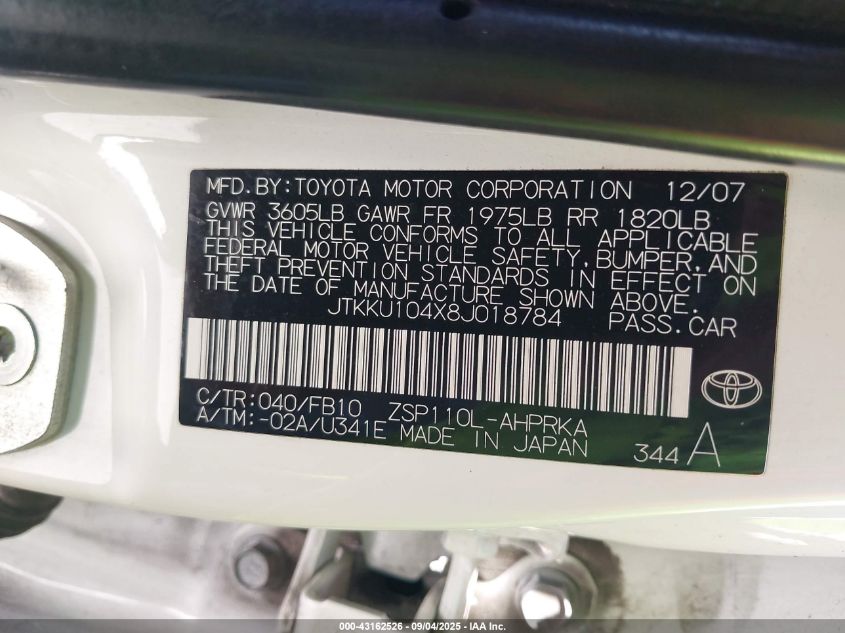 MFD. BY: TOYOTA MOTOR CORPORATION 12/07
GVWR 3605LB GAWR FR 1975LB RR 1820LB
THIS VEHICLE CONFORMS TO ALL APPLICABLE
FEDERAL MOTOR VEHICLE SAFETY, BUMPER, AND
THEFT PREVENTION STANDARDS IN EFFECT ON
THE DATE OF MANUFACTURE SHOWN ABOVE.
JTKKU104X8J018784 PASS. CAR
C/TR: 040/FB10 ZSP110L-AHPRKA
A/TM: -02A/U341E MADE IN JAPAN
344 A
000-43162526 - 09/04/2025 - IAA Inc.